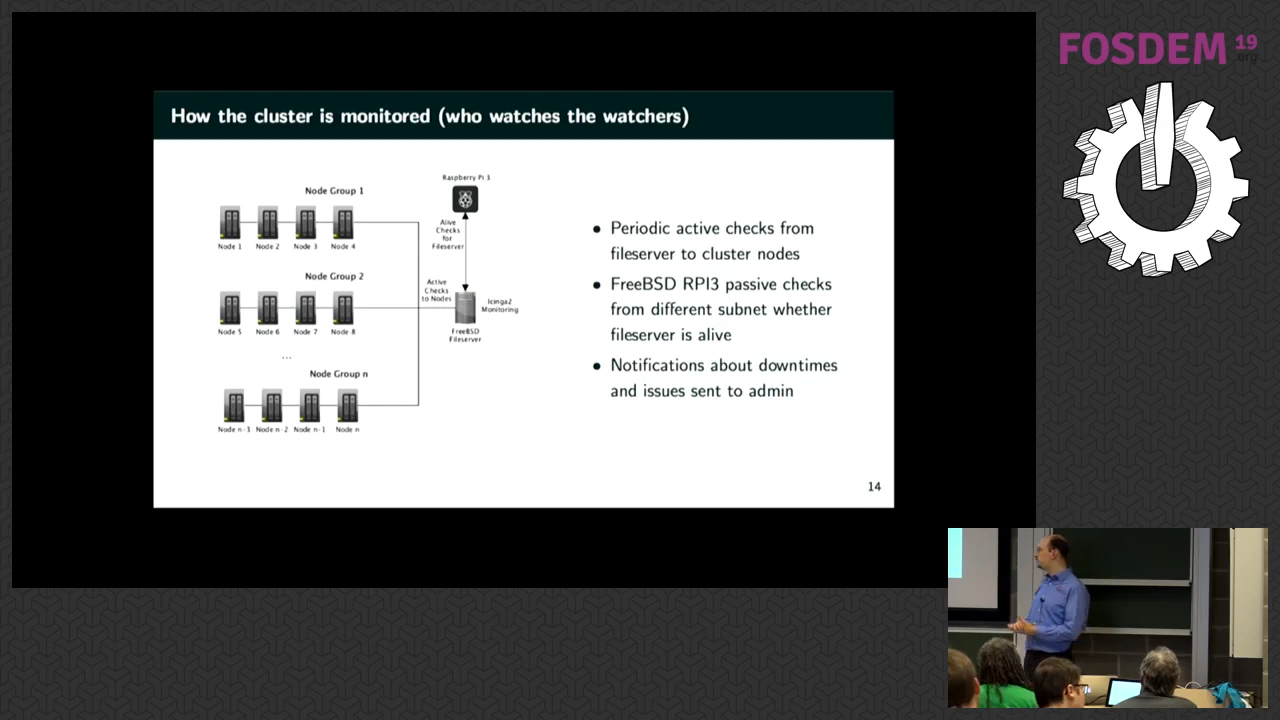 FOSDEM 19
.org
How the cluster is monitored (who watches the watchers)
Node Group 1
Node 1 Node 2 Node 3 Node 4
Node Group 2
Node 5 Node 6 Node 7 Node 8
...
Node Group n
Node n-3 Node n-2 Node n-1 Node n
Raspberry Pi 3
Alive
Checks
for
Fileserver
Active
Checks
to Nodes
Icinga2
Monitoring
FreeBSD
Fileserver
• Periodic active checks from
fileserver to cluster nodes
• FreeBSD RPI3 passive checks
from different subnet whether
fileserver is alive
• Notifications about downtimes
and issues sent to admin
14